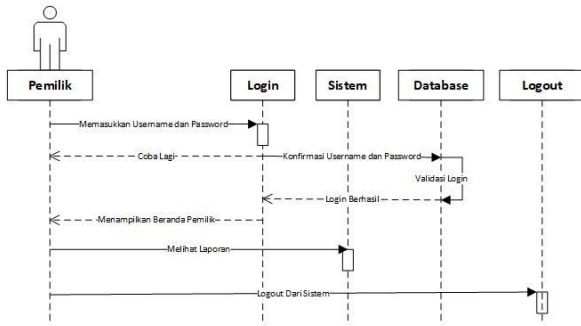 Pemilik
Login
Sistem
Database
Logout
Memasukkan Username dan Password
Coba Lagi
Konfirmasi Username dan Password
Validasi Login
Login Berhasil
Menampilkan Beranda Pemilik
Melihat Laporan
Logout Dari Sistem